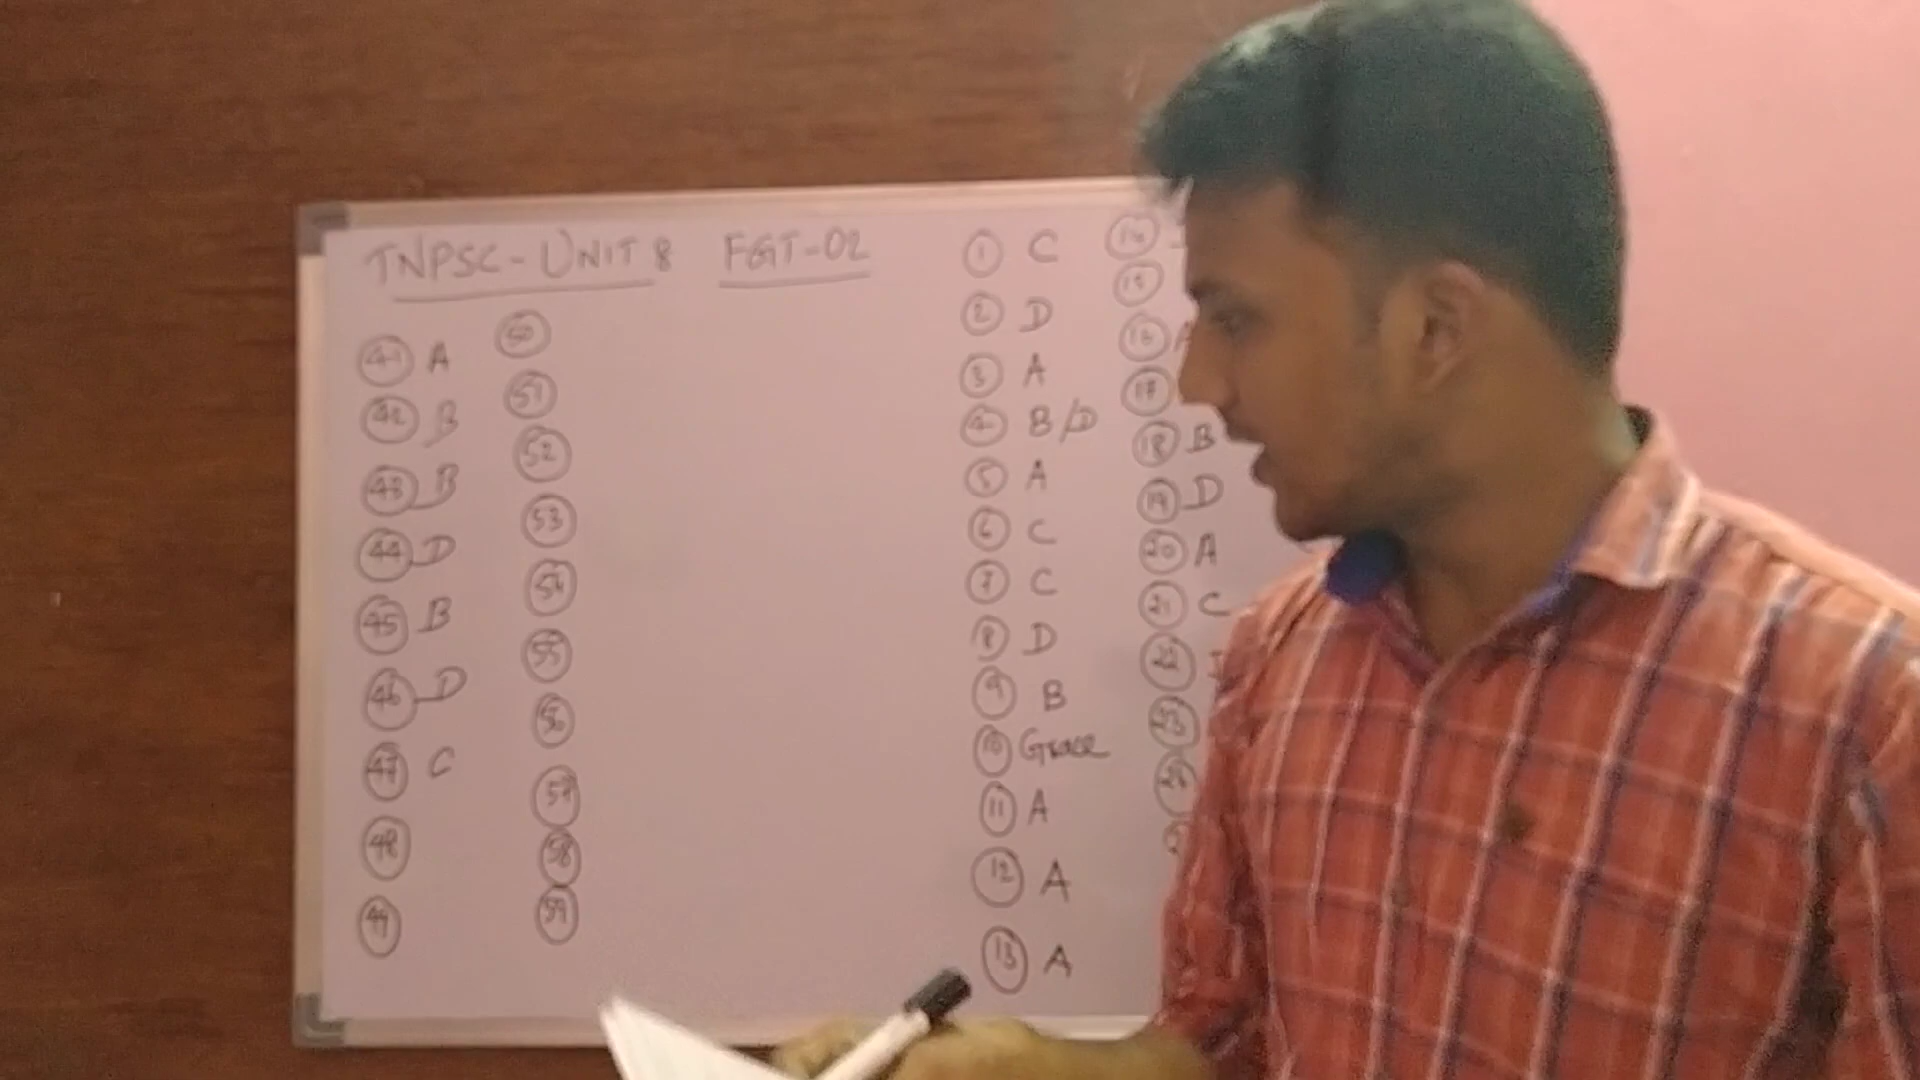 TNPSC - UNIT 8 FGT-02
41 A
42 B
43 B
44 D
45 B
46 D
47 C
48
49
50
51
52
53
54
55
56
57
58
59
1 C
2 D
3 A
4 B/D
5 A
6 C
7 C
8 D
9 B
10 Grace
11 A
12 A
13 A
14
15
16 A
17
18 B
19 D
20 A
21 C
22
23
24